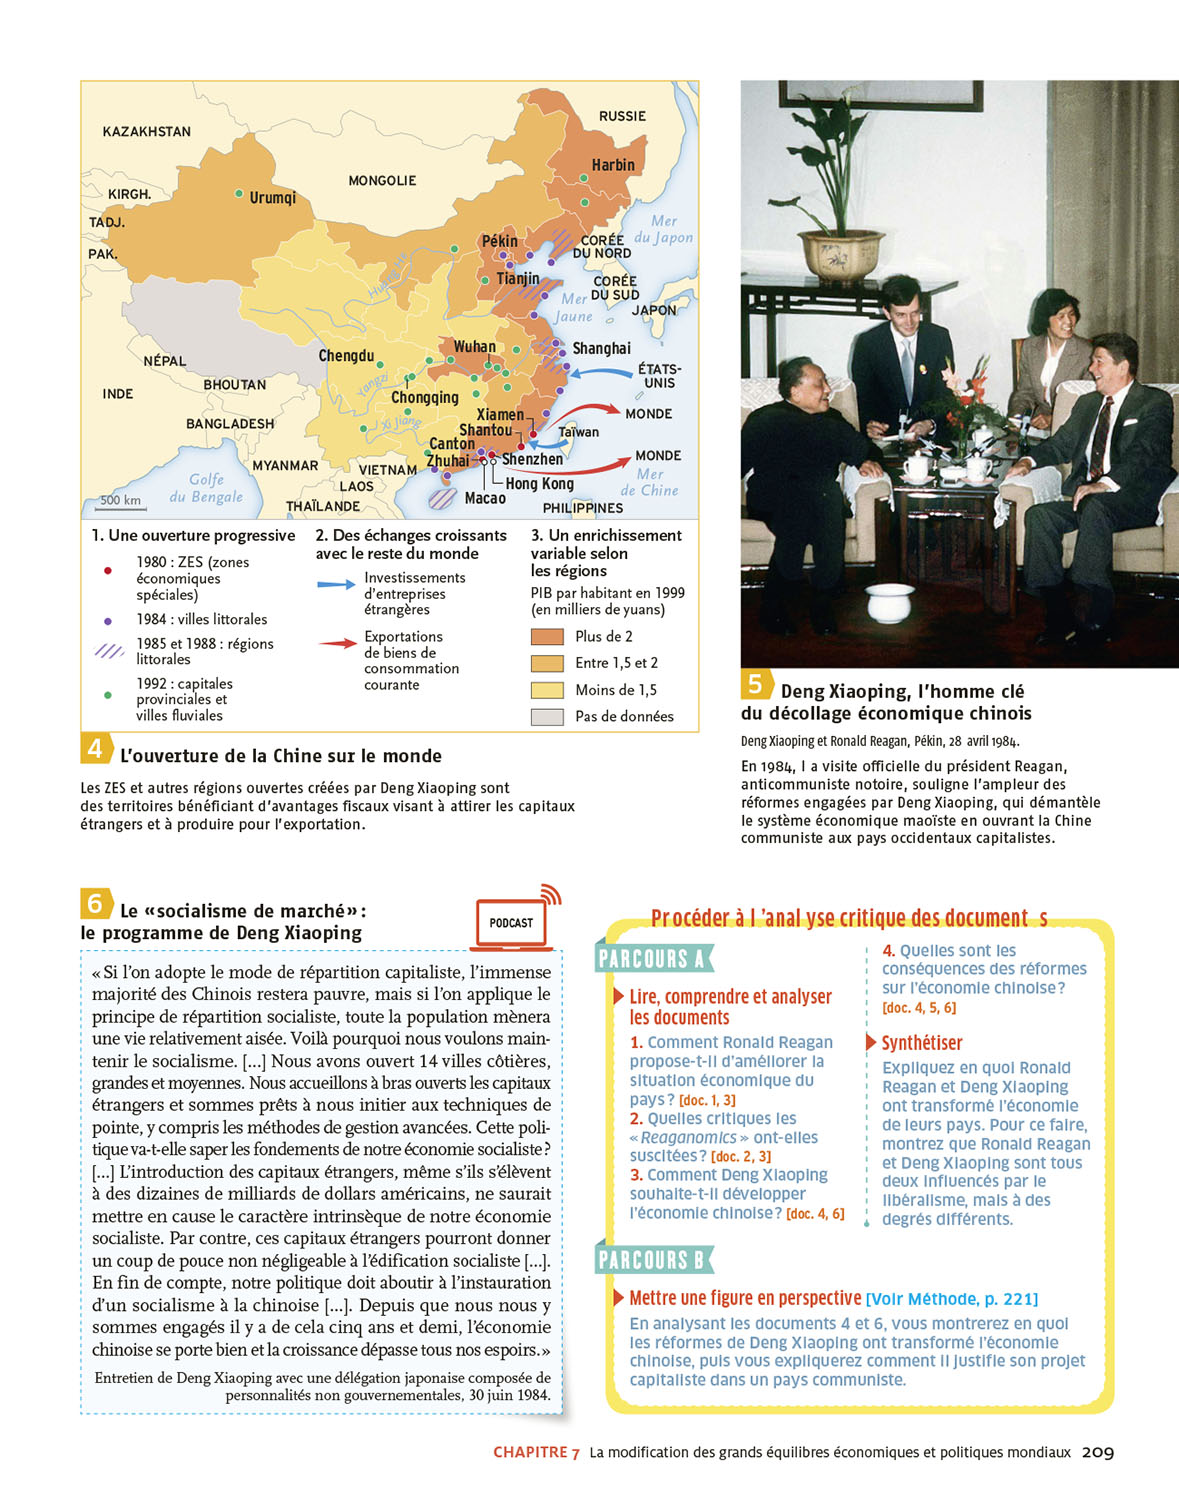 KAZAKHSTAN
RUSSIE
MONGOLIE
KIRGH.
TADJ.
PAK.
Urumqi
Harbin
Pékin
Tianjin
CORÉE
DU NORD
Mer
du Japon
CORÉE
DU SUD
JAPON
Mer
Jaune
Huang He
Wuhan
Shanghai
Chengdu
Yangzi
Chongqing
ÉTATS-
UNIS
NÉPAL
BHOUTAN
INDE
BANGLADESH
Xi Jiang
Xiamen
Shantou
Canton
Zhuhai
Shenzhen
Hong Kong
Macao
Taïwan
MONDE
MONDE
Mer
de Chine
MYANMAR
VIETNAM
LAOS
THAÏLANDE
PHILIPPINES
Golfe
du Bengale
500 km
1. Une ouverture progressive
1980 : ZES (zones
économiques
spéciales)
1984 : villes littorales
1985 et 1988 : régions
littorales
1992 : capitales
provinciales et
villes fluviales
2. Des échanges croissants
avec le reste du monde
Investissements
d'entreprises
étrangères
Exportations
de biens de
consommation
courante
3. Un enrichissement
variable selon
les régions
PIB par habitant en 1999
(en milliers de yuans)
Plus de 2
Entre 1,5 et 2
Moins de 1,5
Pas de données
4 L'ouverture de la Chine sur le monde
Les ZES et autres régions ouvertes créées par Deng Xiaoping sont
des territoires bénéficiant d'avantages fiscaux visant à attirer les capitaux
étrangers et à produire pour l'exportation.
5 Deng Xiaoping, l'homme clé
du décollage économique chinois
Deng Xiaoping et Ronald Reagan, Pékin, 28 avril 1984.
En 1984, l a visite officielle du président Reagan,
anticommuniste notoire, souligne l'ampleur des
réformes engagées par Deng Xiaoping, qui démantèle
le système économique maoïste en ouvrant la Chine
communiste aux pays occidentaux capitalistes.
6 Le «socialisme de marché» :
le programme de Deng Xiaoping
PODCAST
« Si l'on adopte le mode de répartition capitaliste, l'immense
majorité des Chinois restera pauvre, mais si l'on applique le
principe de répartition socialiste, toute la population mènera
une vie relativement aisée. Voilà pourquoi nous voulons main-
tenir le socialisme. [...] Nous avons ouvert 14 villes côtières,
grandes et moyennes. Nous accueillons à bras ouverts les capitaux
étrangers et sommes prêts à nous initier aux techniques de
pointe, y compris les méthodes de gestion avancées. Cette poli-
tique va-t-elle saper les fondements de notre économie socialiste ?
[...] L'introduction des capitaux étrangers, même s'ils s'élèvent
à des dizaines de milliards de dollars américains, ne saurait
mettre en cause le caractère intrinsèque de notre économie
socialiste. Par contre, ces capitaux étrangers pourront donner
un coup de pouce non négligeable à l'édification socialiste [...].
En fin de compte, notre politique doit aboutir à l'instauration
d'un socialisme à la chinoise [...]. Depuis que nous nous y
sommes engagés il y a de cela cinq ans et demi, l'économie
chinoise se porte bien et la croissance dépasse tous nos espoirs.»
Entretien de Deng Xiaoping avec une délégation japonaise composée de
personnalités non gouvernementales, 30 juin 1984.
Pr océder à l 'anal yse critique des document s
PARCOURS A
Lire, comprendre et analyser
les documents
1. Comment Ronald Reagan
propose-t-il d'améliorer la
situation économique du
pays ? [doc. 1, 3]
2. Quelles critiques les
« Reaganomics » ont-elles
suscitées ? [doc. 2, 3]
3. Comment Deng Xiaoping
souhaite-t-il développer
l'économie chinoise ? [doc. 4, 6]
4. Quelles sont les
conséquences des réformes
sur l'économie chinoise ?
[doc. 4, 5, 6]
Synthétiser
Expliquez en quoi Ronald
Reagan et Deng Xiaoping
ont transformé l'économie
de leurs pays. Pour ce faire,
montrez que Ronald Reagan
et Deng Xiaoping sont tous
deux influencés par le
libéralisme, mais à des
degrés différents.
PARCOURS B
Mettre une figure en perspective [Voir Méthode, p. 221]
En analysant les documents 4 et 6, vous montrerez en quoi
les réformes de Deng Xiaoping ont transformé l'économie
chinoise, puis vous expliquerez comment il justifie son projet
capitaliste dans un pays communiste.
CHAPITRE 7 La modification des grands équilibres économiques et politiques mondiaux 209